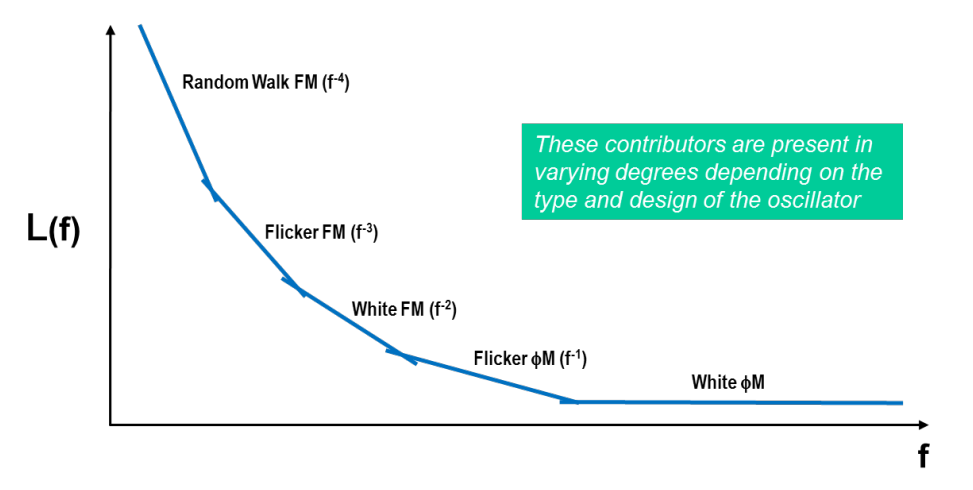 Random Walk FM (f⁻⁴)
These contributors are present in
varying degrees depending on the
type and design of the oscillator
L(f)
Flicker FM (f⁻³)
White FM (f⁻²)
Flicker ϕM (f⁻¹)
White ϕM
f